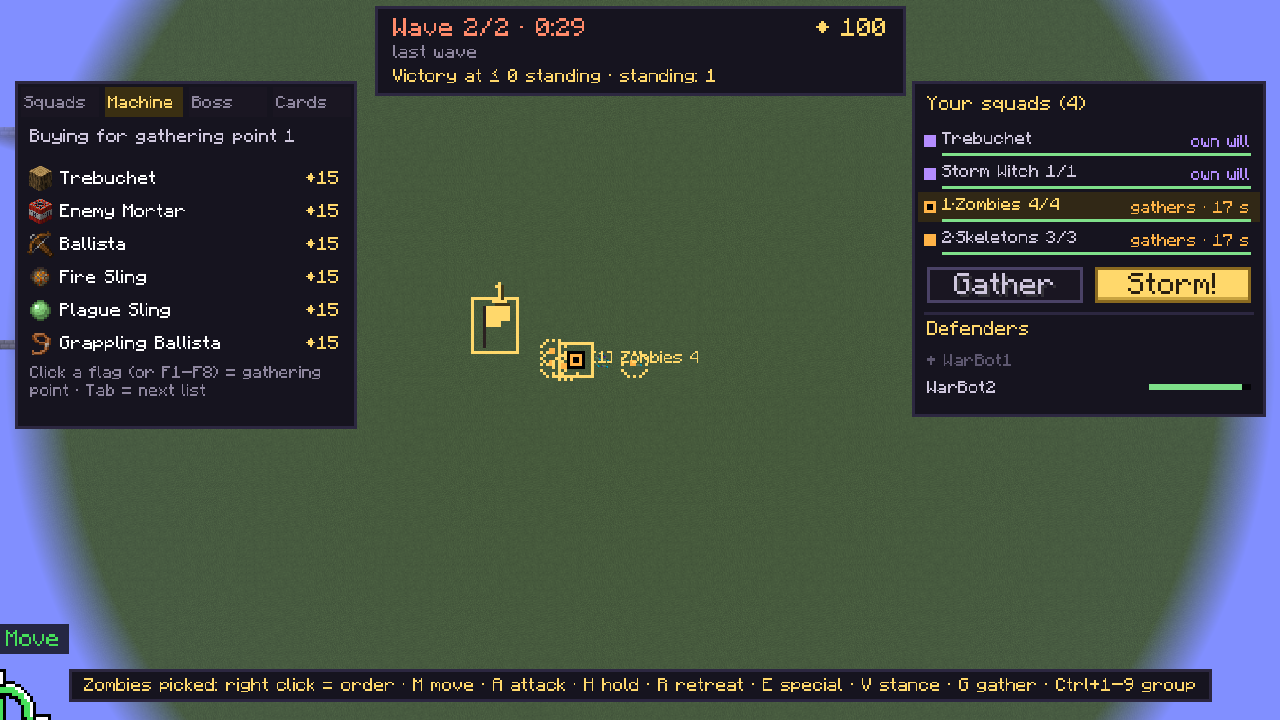 Wave 2/2 · 0:29
100
last wave
Victory at ≤ 0 standing · standing: 1
Squads Machine Boss Cards
Buying for gathering point 1
Trebuchet 15
Enemy Mortar 15
Ballista 15
Fire Sling 15
Plague Sling 15
Grappling Ballista 15
Click a flag (or F1–F8) = gathering
point · Tab = next list
1
[1] Zombies 4
Your squads (4)
Trebuchet own will
Storm Witch 1/1 own will
1·Zombies 4/4 gathers · 17 s
2·Skeletons 3/3 gathers · 17 s
Gather Storm!
Defenders
WarBot1
WarBot2
Move
Zombies picked: right click = order · M move · A attack · H hold · R retreat · E special · V stance · G gather · Ctrl+1–9 group